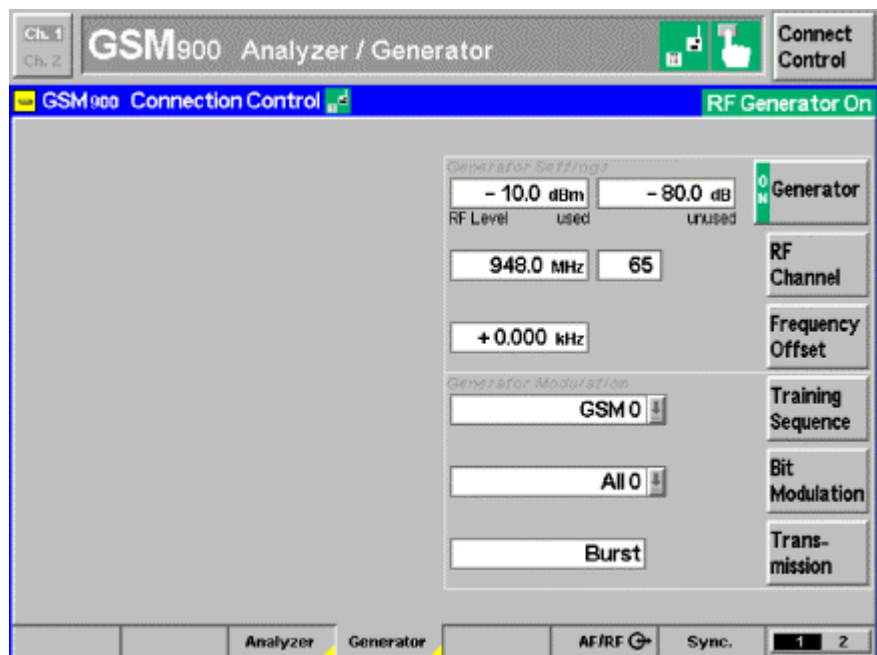 Ch. 1
Ch. 2
GSM900 Analyzer / Generator
Connect
Control
GSM900 Connection Control
RF Generator On
Generator Settings
- 10.0 dBm
- 80.0 dB
RF Level used
unused
ON
Generator
948.0 MHz
65
RF
Channel
+ 0.000 kHz
Frequency
Offset
Generator Modulation
GSM 0
Training
Sequence
All 0
Bit
Modulation
Burst
Trans-
mission
Analyzer
Generator
AF/RF
Sync.
1 2